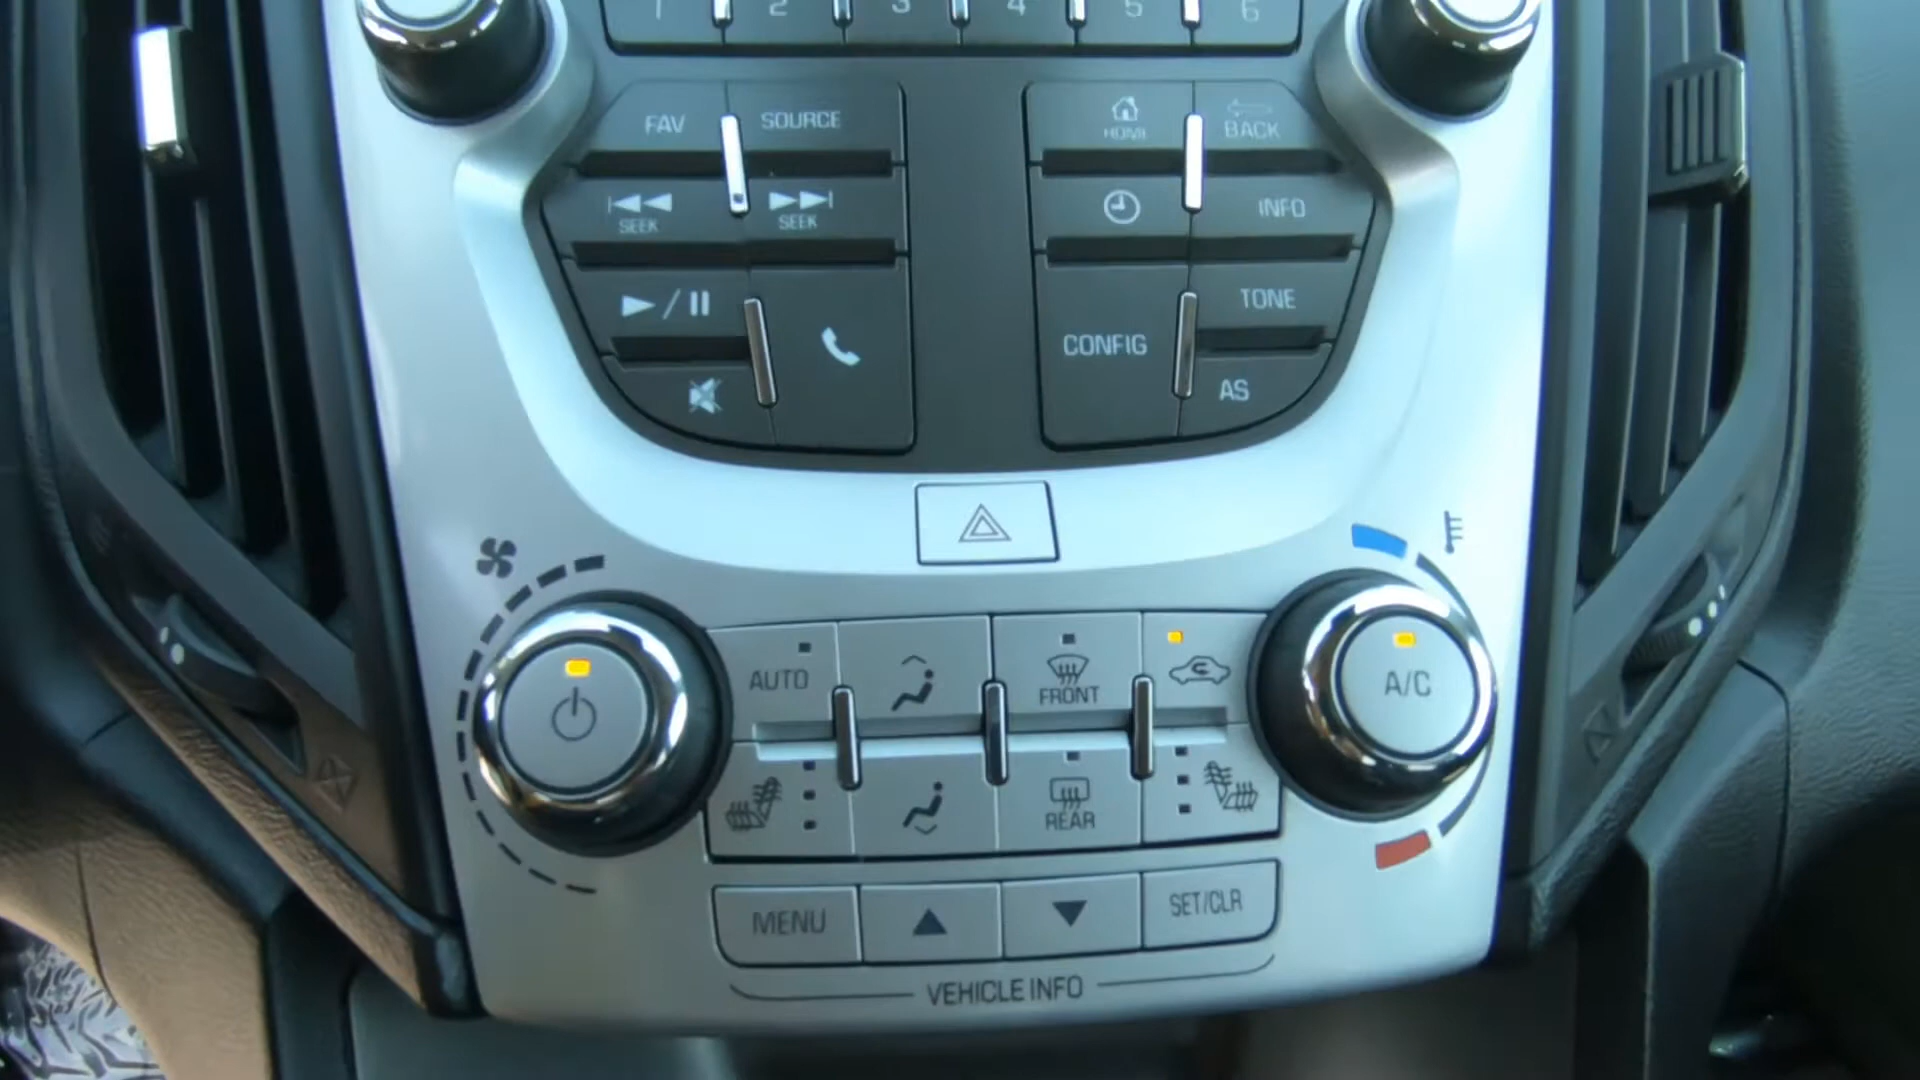 1 2 3 4 5 6
FAV SOURCE
HOME BACK
SEEK SEEK
INFO
TONE
CONFIG
AS
AUTO
FRONT
A/C
REAR
MENU SET/CLR
VEHICLE INFO